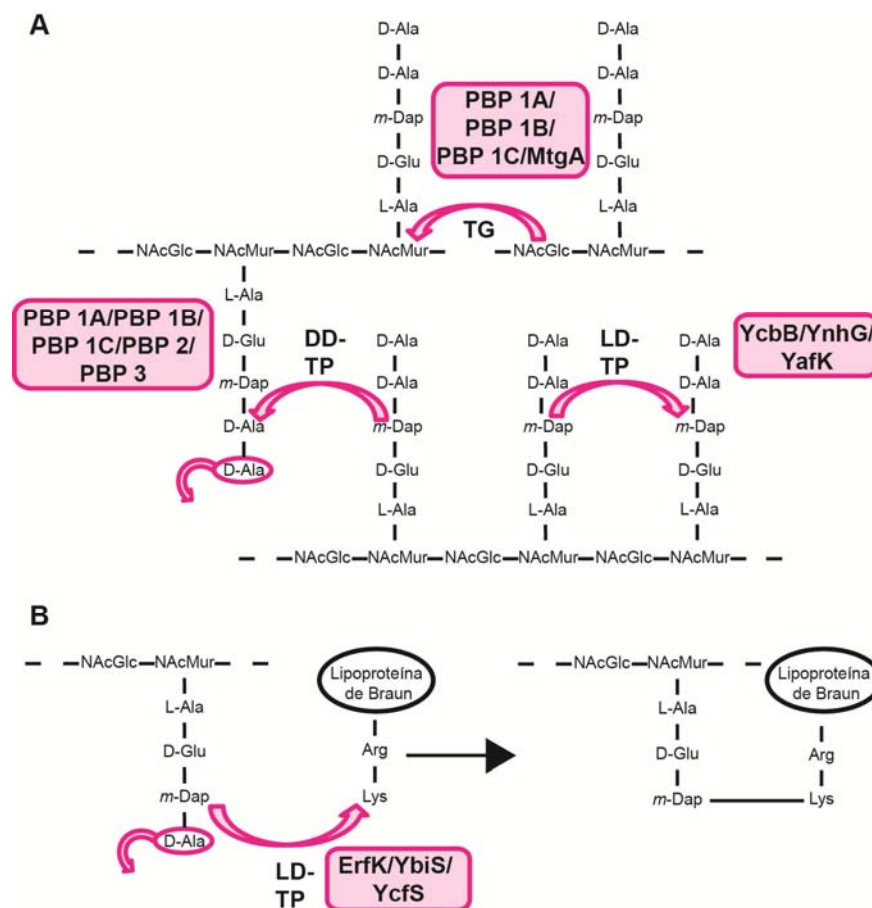 A
D-Ala D-Ala
D-Ala D-Ala
PBP 1A/
PBP 1B/
PBP 1C/MtgA
m-Dap m-Dap
D-Glu D-Glu
L-Ala L-Ala
TG
NAcGlc NAcMur NAcGlc NAcMur NAcGlc NAcMur
L-Ala
D-Glu
m-Dap
D-Ala
D-Ala
PBP 1A/PBP 1B/
PBP 1C/PBP 2/
PBP 3
DD-
TP
LD-
TP
YcbB/YnhG/
YafK
D-Ala D-Ala D-Ala
D-Ala D-Ala D-Ala
m-Dap m-Dap m-Dap
D-Glu D-Glu D-Glu
L-Ala L-Ala L-Ala
NAcGlc NAcMur NAcGlc NAcMur NAcGlc NAcMur
B
NAcGlc NAcMur
L-Ala
D-Glu
m-Dap
D-Ala
Lipoproteína
de Braun
Arg
Lys
LD-
TP
ErfK/YbiS/
YcfS
NAcGlc NAcMur
L-Ala
D-Glu
m-Dap
Lipoproteína
de Braun
Arg
Lys